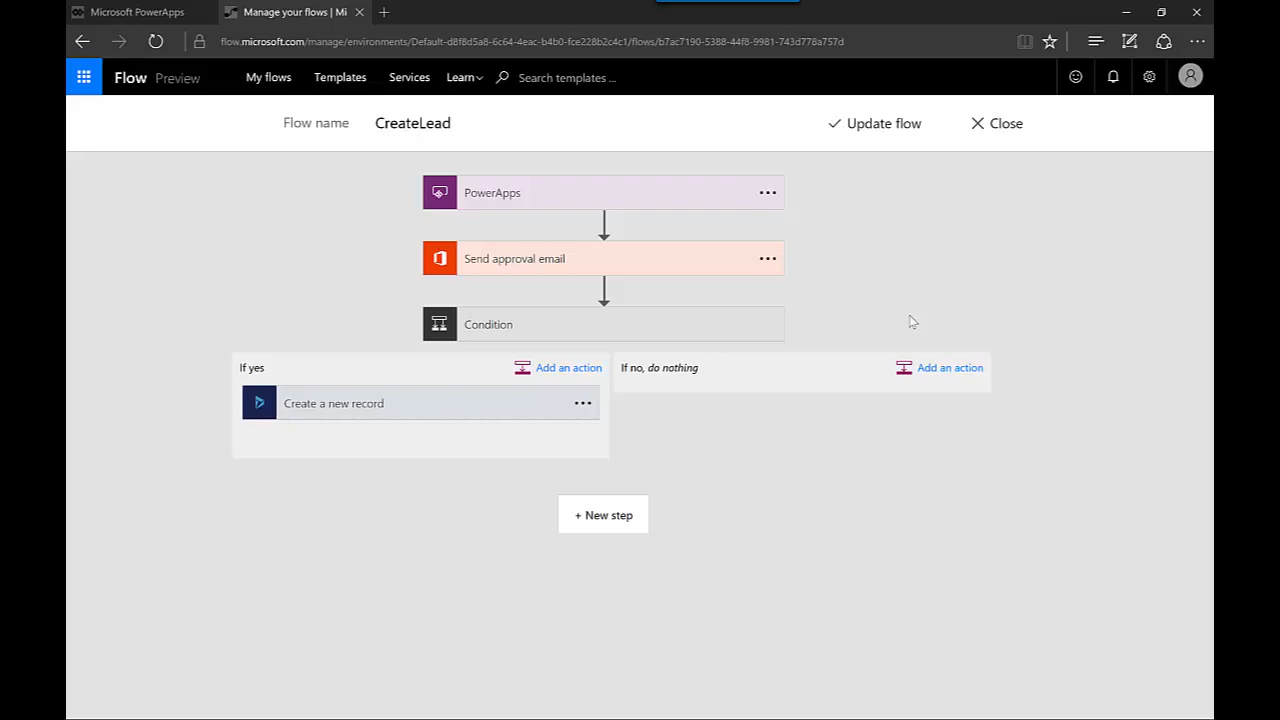 Microsoft PowerApps
Manage your flows | Mi
flow.microsoft.com/manage/environments/Default-d8f8d5a8-6c64-4eac-b4b0-fce228b2c4c1/flows/b7ac7190-5388-44f8-9981-743d778a757d
Flow Preview My flows Templates Services Learn Search templates ...
Flow name CreateLead Update flow Close
PowerApps
Send approval email
Condition
If yes Add an action If no, do nothing Add an action
Create a new record
+ New step